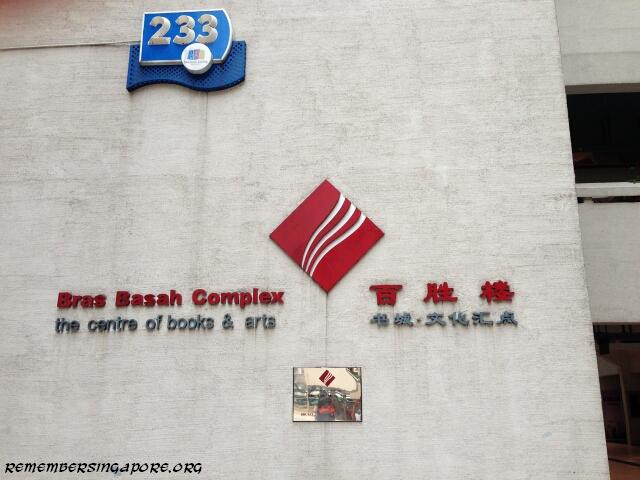 233
Bras Basah Complex
the centre of books & arts
百胜楼
书城·文化汇点
REMEMBERSINGAPORE.ORG